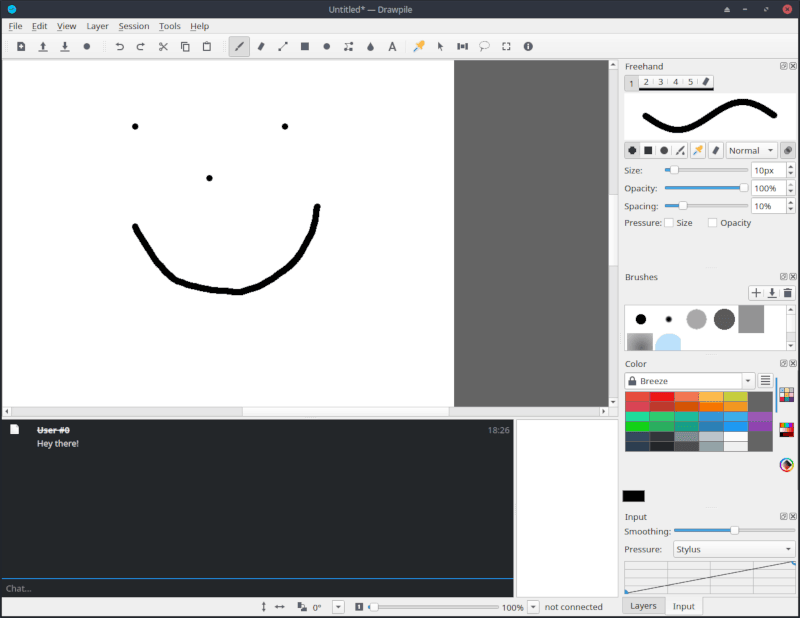 Untitled* — Drawpile
File Edit View Layer Session Tools Help
A
Freehand
1 2 3 4 5
Normal
Size: 10px
Opacity: 100%
Spacing: 10%
Pressure: Size Opacity
Brushes
Color
Breeze
User #0 18:26
Hey there!
Input
Smoothing:
Pressure: Stylus
Chat...
0° 100% not connected
Layers Input